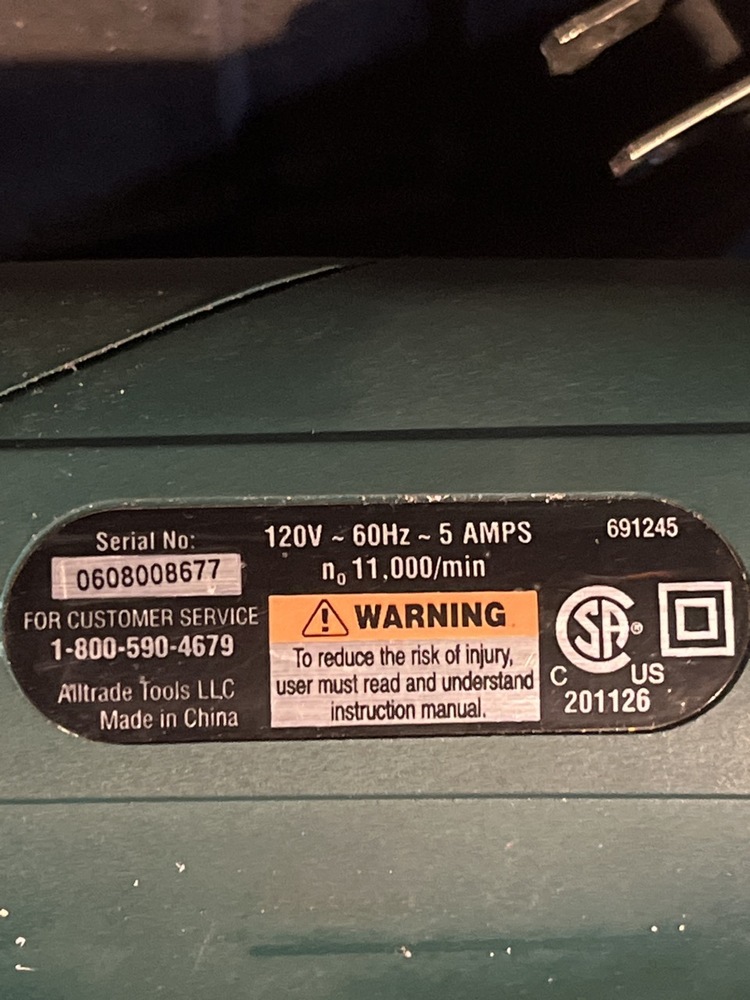 Serial No:
0608008677
FOR CUSTOMER SERVICE
1-800-590-4679
Alltrade Tools LLC
Made in China
120V ~ 60Hz ~ 5 AMPS
n₀ 11,000/min
WARNING
To reduce the risk of injury,
user must read and understand
instruction manual.
691245
SA®
C US
201126